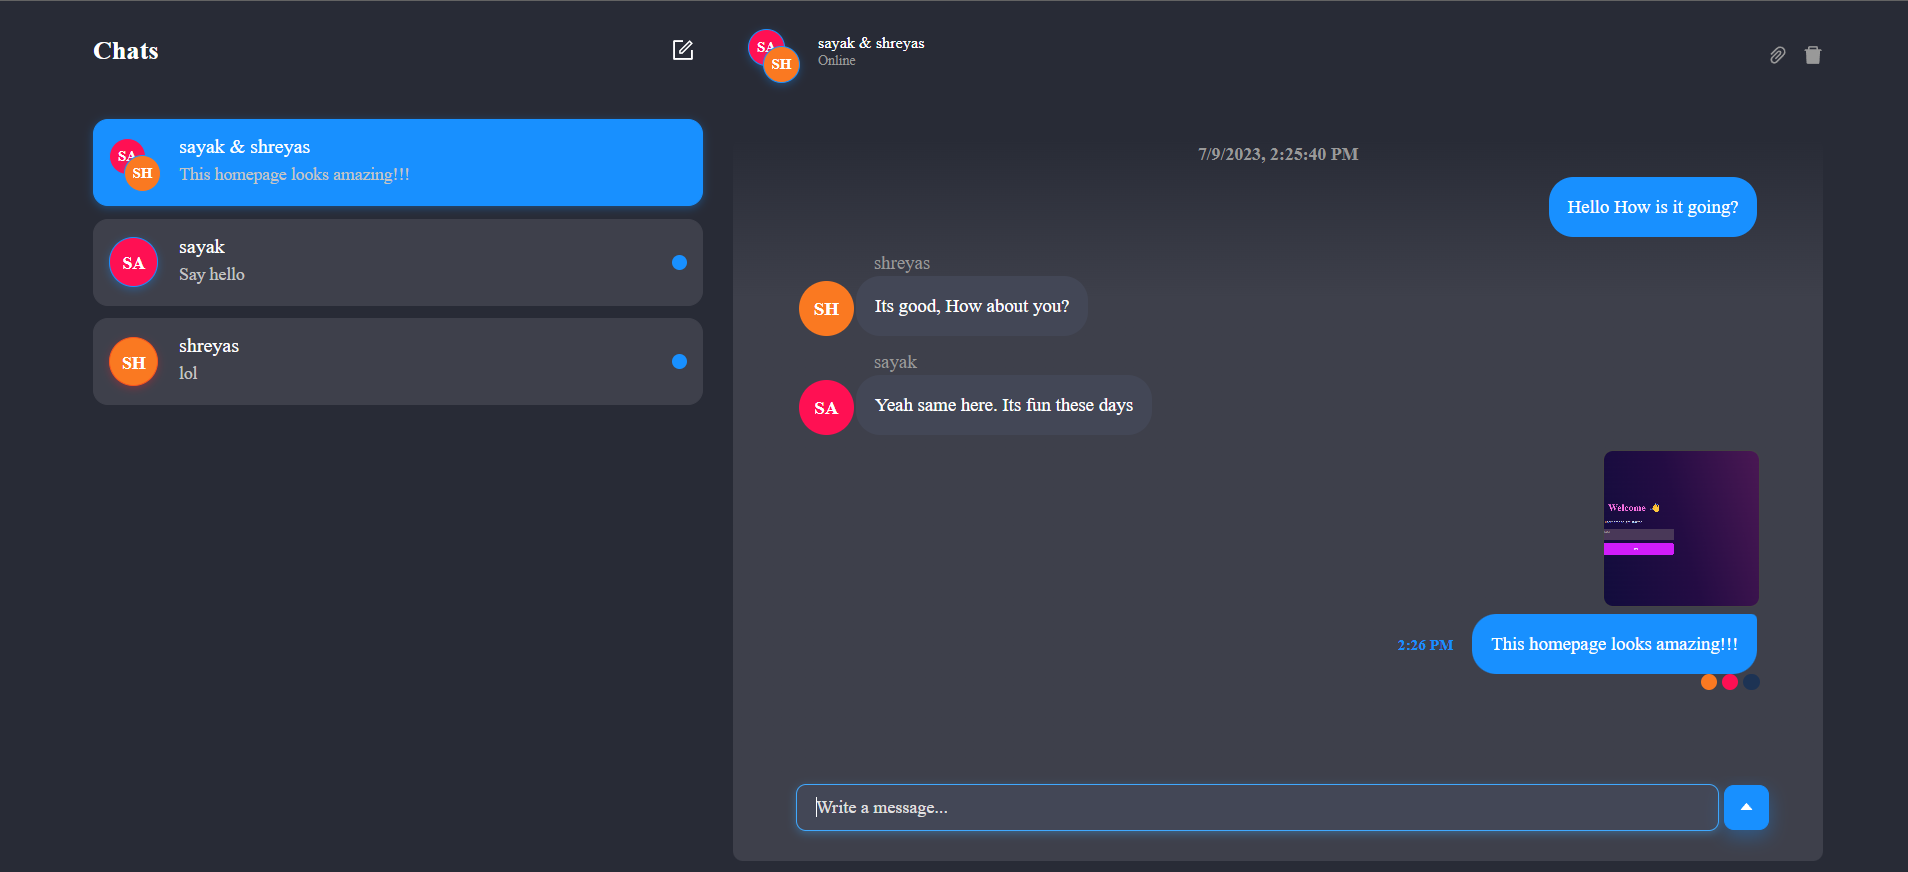 Chats
SA
SH
sayak & shreyas
This homepage looks amazing!!!
SA
sayak
Say hello
SH
shreyas
lol
SA
SH
sayak & shreyas
Online
7/9/2023, 2:25:40 PM
Hello How is it going?
shreyas
SH
Its good, How about you?
sayak
SA
Yeah same here. Its fun these days
Welcome 👋
2:26 PM
This homepage looks amazing!!!
Write a message...